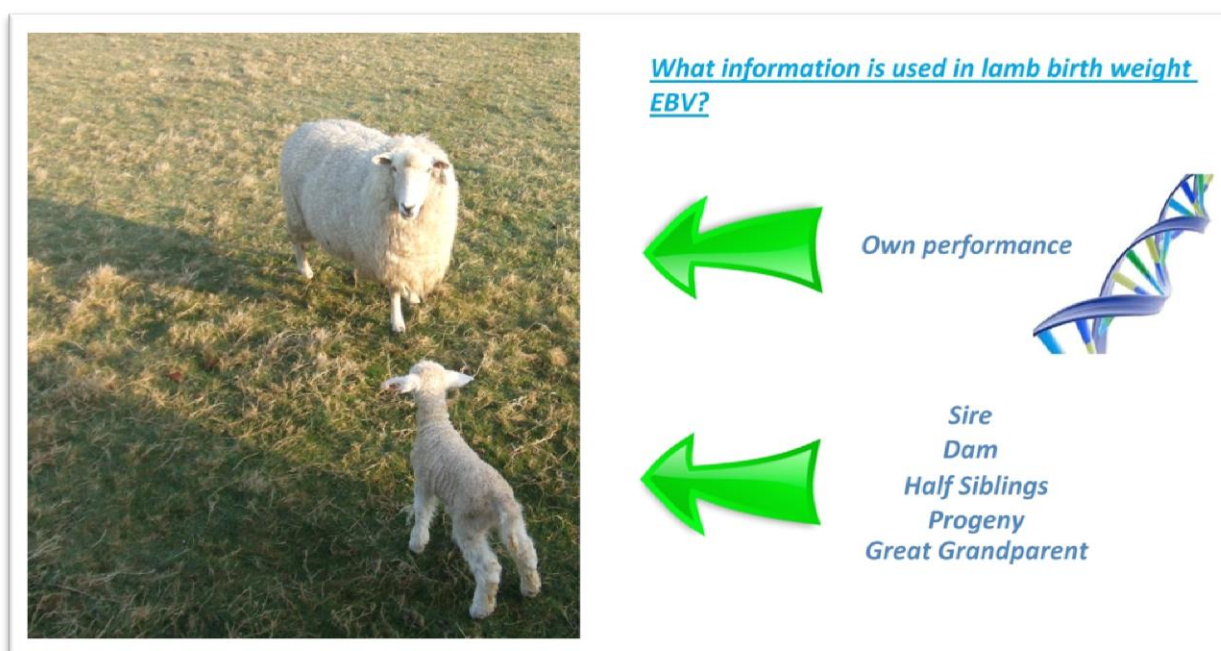 What information is used in lamb birth weight
EBV?
Own performance
Sire
Dam
Half Siblings
Progeny
Great Grandparent